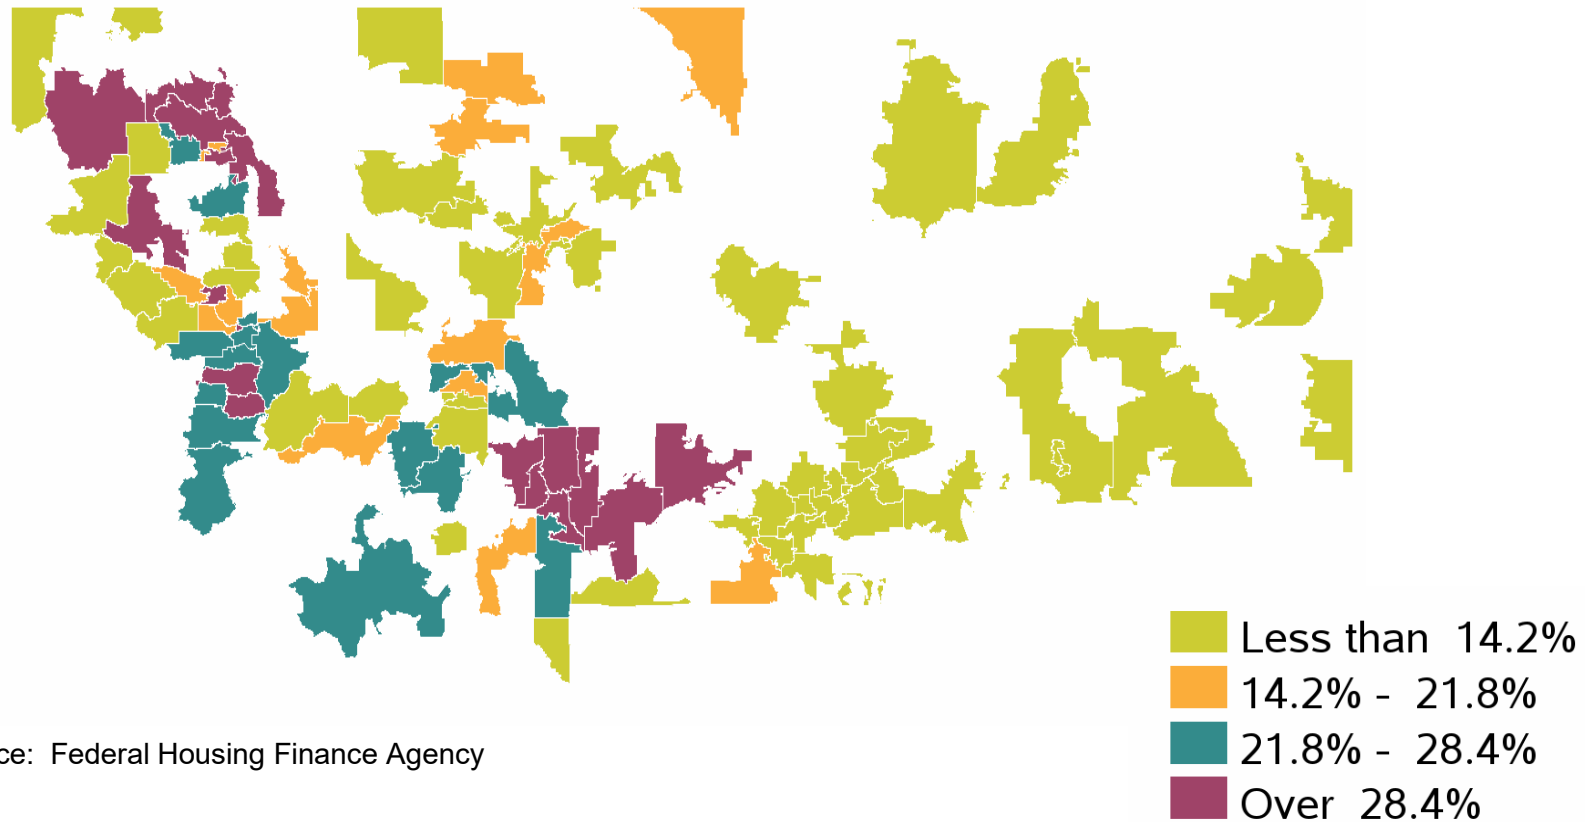 Less than 14.2%
14.2% - 21.8%
21.8% - 28.4%
Over 28.4%
ce: Federal Housing Finance Agency